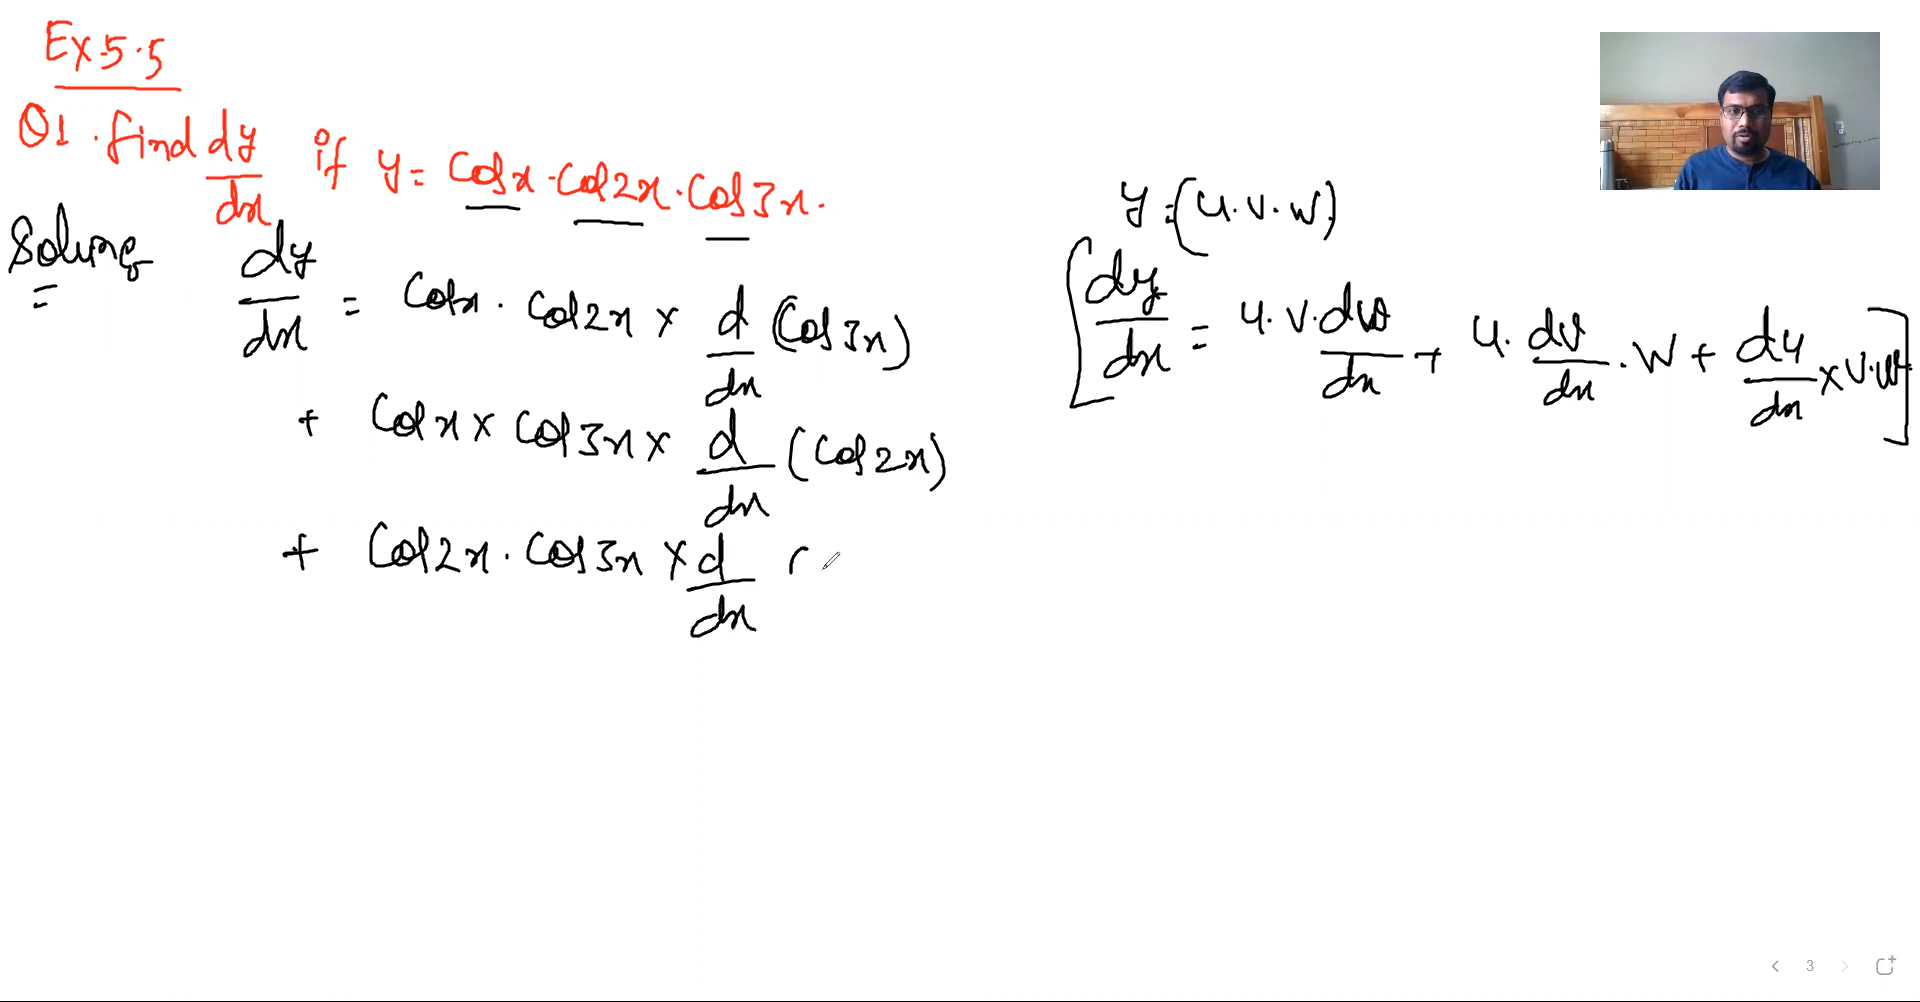 Ex 5.5
Q1. find dy/dx if y = Cosx · Cos2x · Cos3x.
Solving
dy/dx = Cosx · Cos2x × d/dx (Cos3x)
+ Cosx × Cos3x × d/dx (Cos2x)
+ Cos2x · Cos3x × d/dx (
y = (u.v.w)
[dy/dx = u.v.dw/dx + u.dv/dx.w + du/dx × v.w]
3